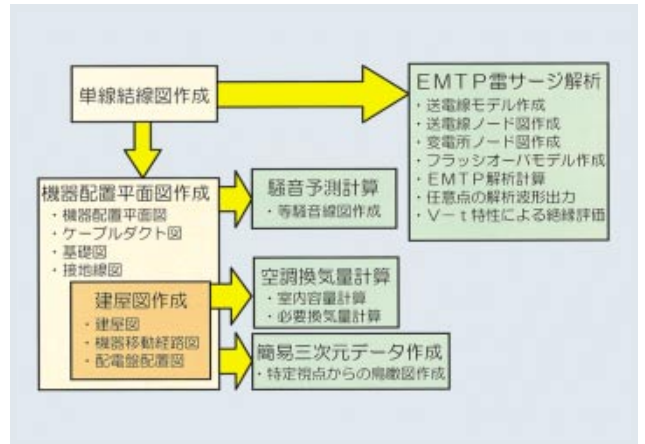 単線結線図作成
EMTP雷サージ解析
・送電線モデル作成
・送電線ノード図作成
・変電所ノード図作成
・フラッシオーバモデル作成
・EMTP解析計算
・任意点の解析波形出力
・V－t特性による絶縁評価
機器配置平面図作成
・機器配置平面図
・ケーブルダクト図
・基礎図
・接地線図
建屋図作成
・建屋図
・機器移動経路図
・配電盤配置図
騒音予測計算
・等騒音線図作成
空調換気量計算
・室内容量計算
・必要換気量計算
簡易三次元データ作成
・特定視点からの鳥瞰図作成